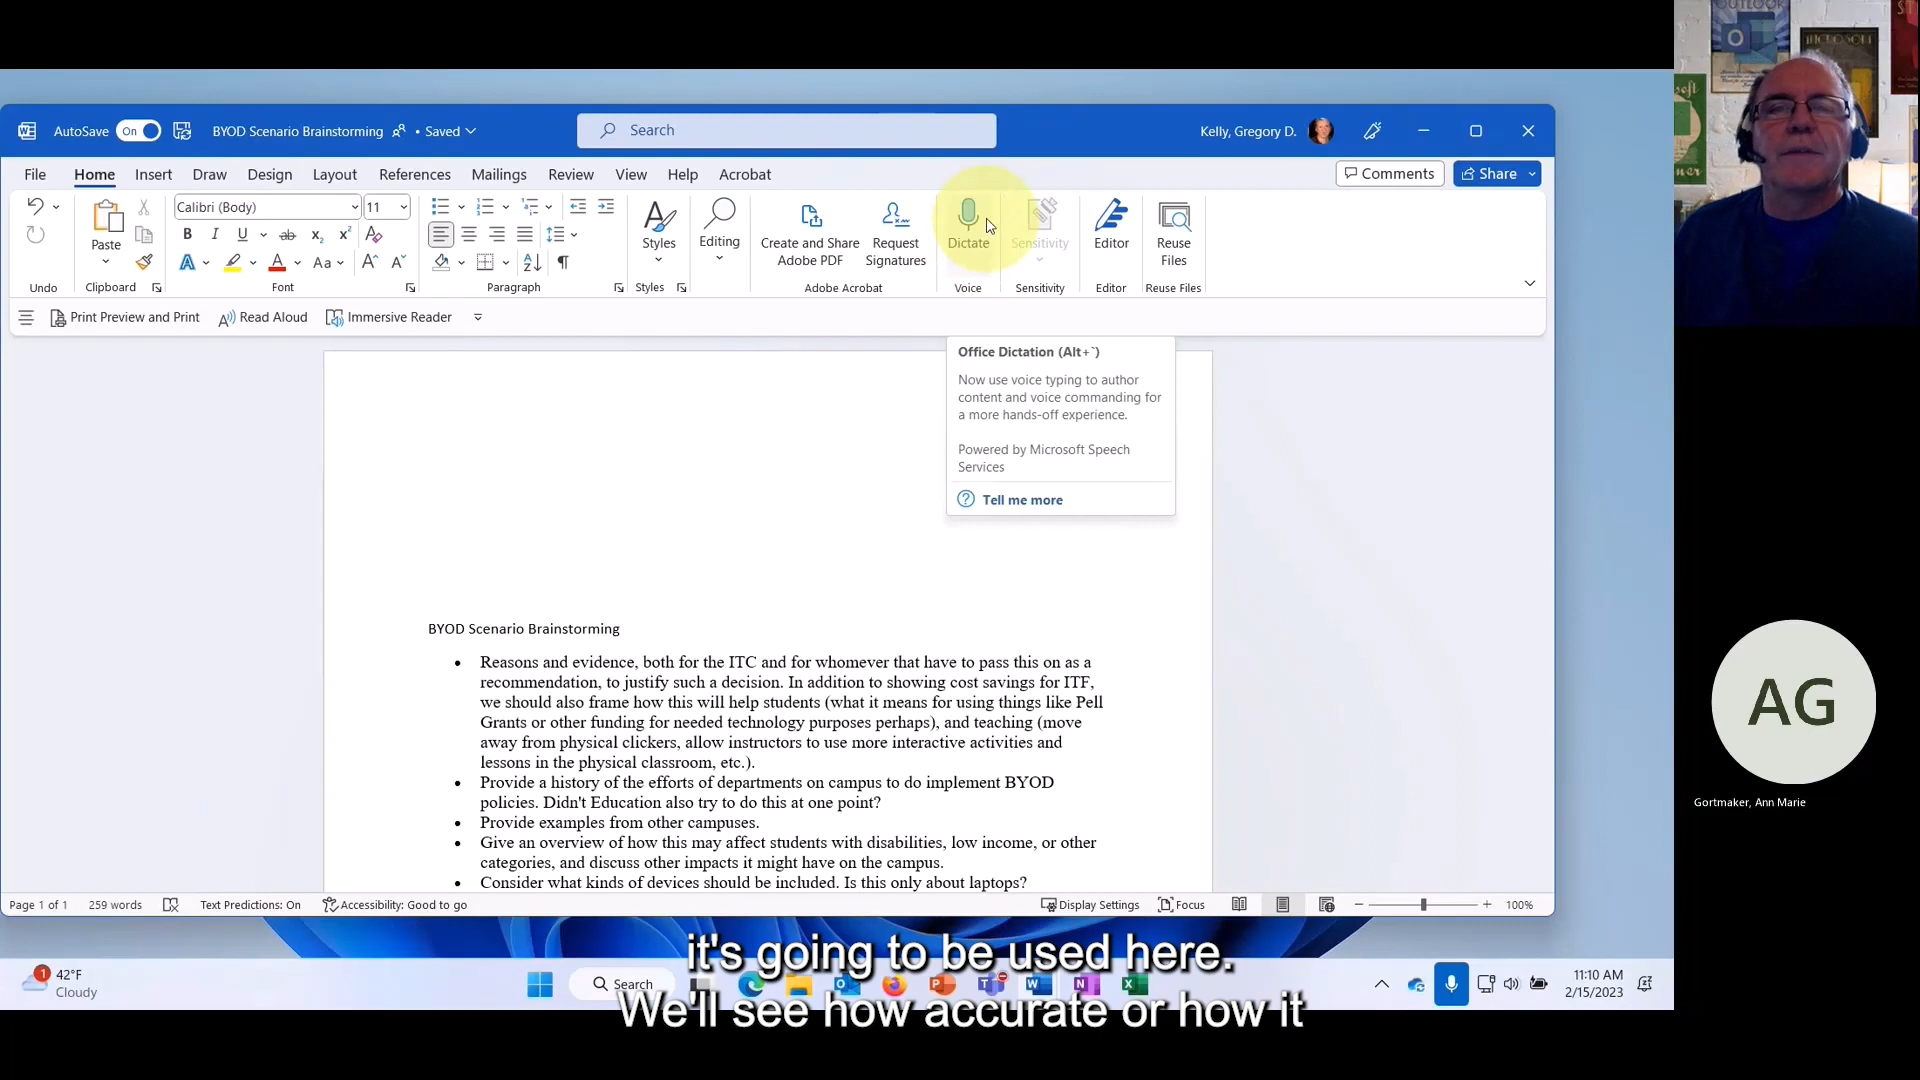 OUTLOOK
MICROSOFT
AutoSave On BYOD Scenario Brainstorming • Saved Search Kelly, Gregory D.
File Home Insert Draw Design Layout References Mailings Review View Help Acrobat Comments Share
Calibri (Body) 11
Paste Styles Editing Create and Share Adobe PDF Request Signatures Dictate Sensitivity Editor Reuse Files
Undo Clipboard Font Paragraph Styles Adobe Acrobat Voice Sensitivity Editor Reuse Files
Print Preview and Print Read Aloud Immersive Reader
Office Dictation (Alt+`)
Now use voice typing to author
content and voice commanding for
a more hands-off experience.
Powered by Microsoft Speech
Services
Tell me more
BYOD Scenario Brainstorming
• Reasons and evidence, both for the ITC and for whomever that have to pass this on as a
recommendation, to justify such a decision. In addition to showing cost savings for ITF,
we should also frame how this will help students (what it means for using things like Pell
Grants or other funding for needed technology purposes perhaps), and teaching (move
away from physical clickers, allow instructors to use more interactive activities and
lessons in the physical classroom, etc.).
• Provide a history of the efforts of departments on campus to do implement BYOD
policies. Didn't Education also try to do this at one point?
• Provide examples from other campuses.
• Give an overview of how this may affect students with disabilities, low income, or other
categories, and discuss other impacts it might have on the campus.
• Consider what kinds of devices should be included. Is this only about laptops?
AG
Gortmaker, Ann Marie
Page 1 of 1 259 words Text Predictions: On Accessibility: Good to go Display Settings Focus 100%
it's going to be used here.
We'll see how accurate or how it
1 42°F
Cloudy
Search
11:10 AM
2/15/2023